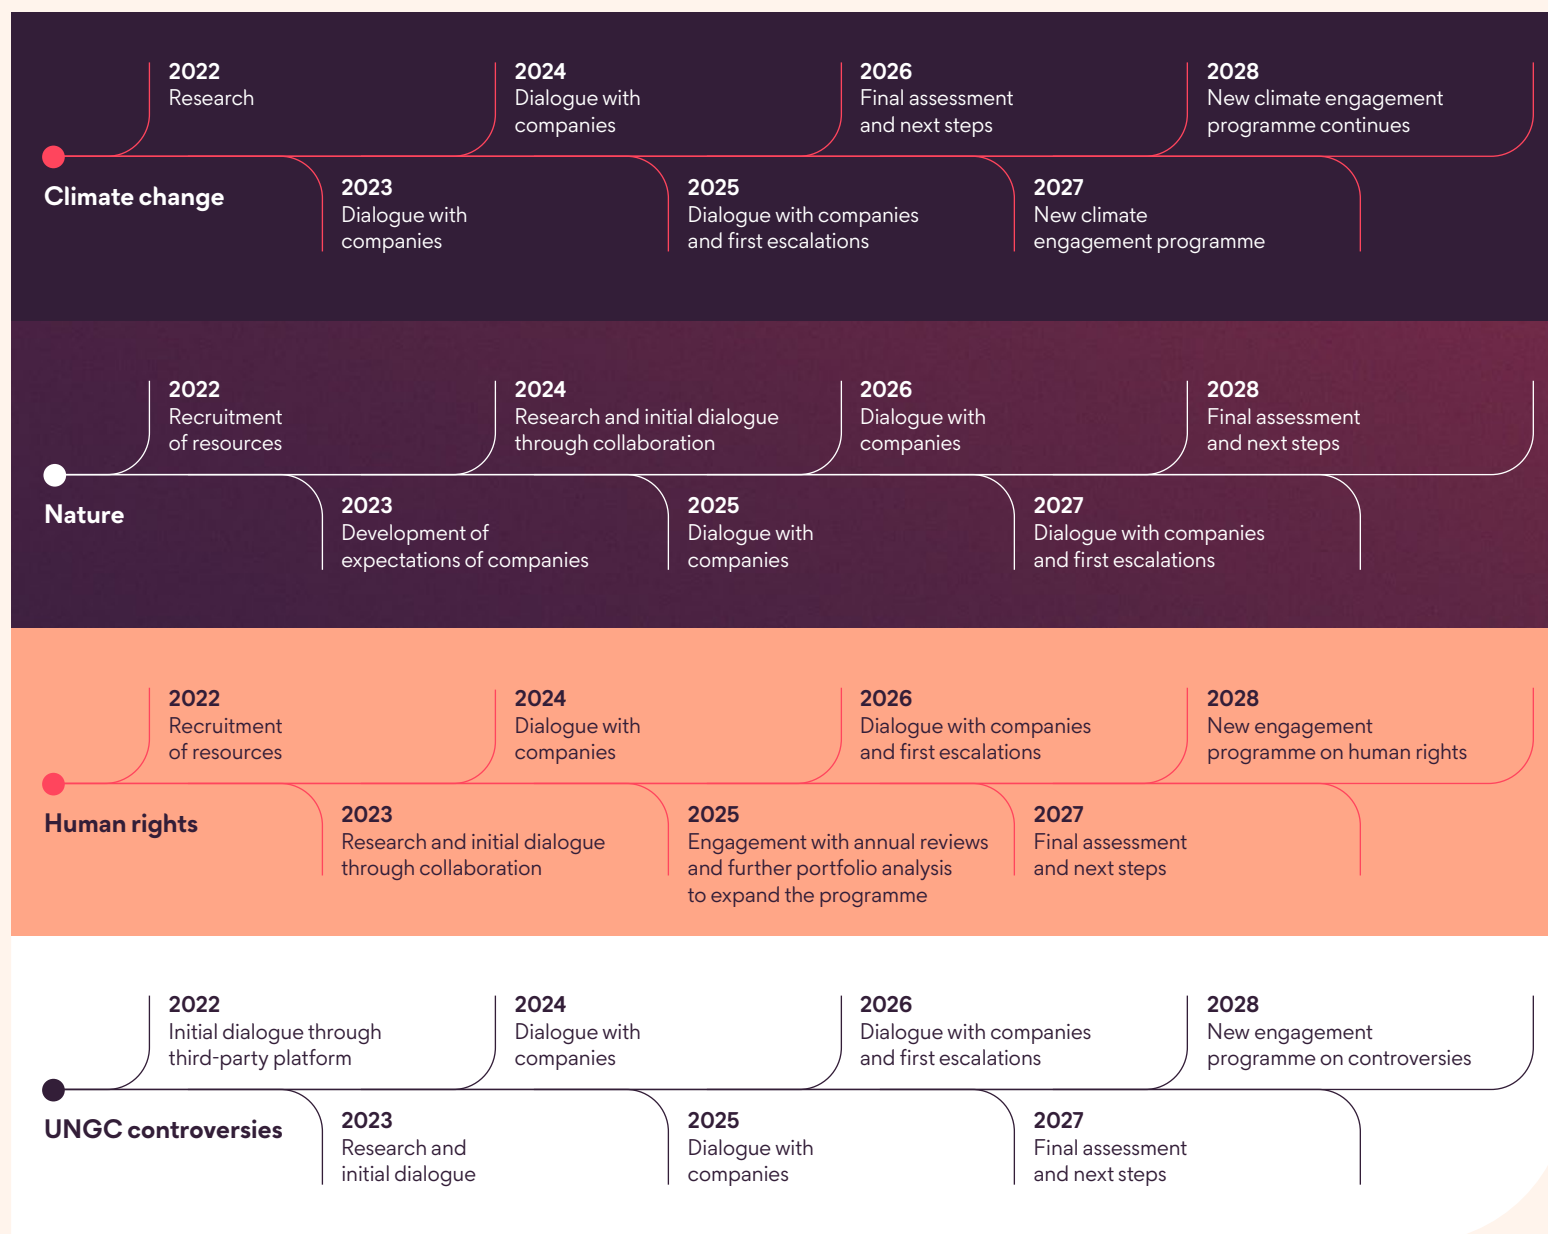 2022
Research
2024
Dialogue with
companies
2026
Final assessment
and next steps
2028
New climate engagement
programme continues
Climate change
2023
Dialogue with
companies
2025
Dialogue with companies
and first escalations
2027
New climate
engagement programme
2022
Recruitment
of resources
2024
Research and initial dialogue
through collaboration
2026
Dialogue with
companies
2028
Final assessment
and next steps
Nature
2023
Development of
expectations of companies
2025
Dialogue with
companies
2027
Dialogue with companies
and first escalations
2022
Recruitment
of resources
2024
Dialogue with
companies
2026
Dialogue with companies
and first escalations
2028
New engagement
programme on human rights
Human rights
2023
Research and initial dialogue
through collaboration
2025
Engagement with annual reviews
and further portfolio analysis
to expand the programme
2027
Final assessment
and next steps
2022
Initial dialogue through
third-party platform
2024
Dialogue with
companies
2026
Dialogue with companies
and first escalations
2028
New engagement
programme on controversies
UNGC controversies
2023
Research and
initial dialogue
2025
Dialogue with
companies
2027
Final assessment
and next steps